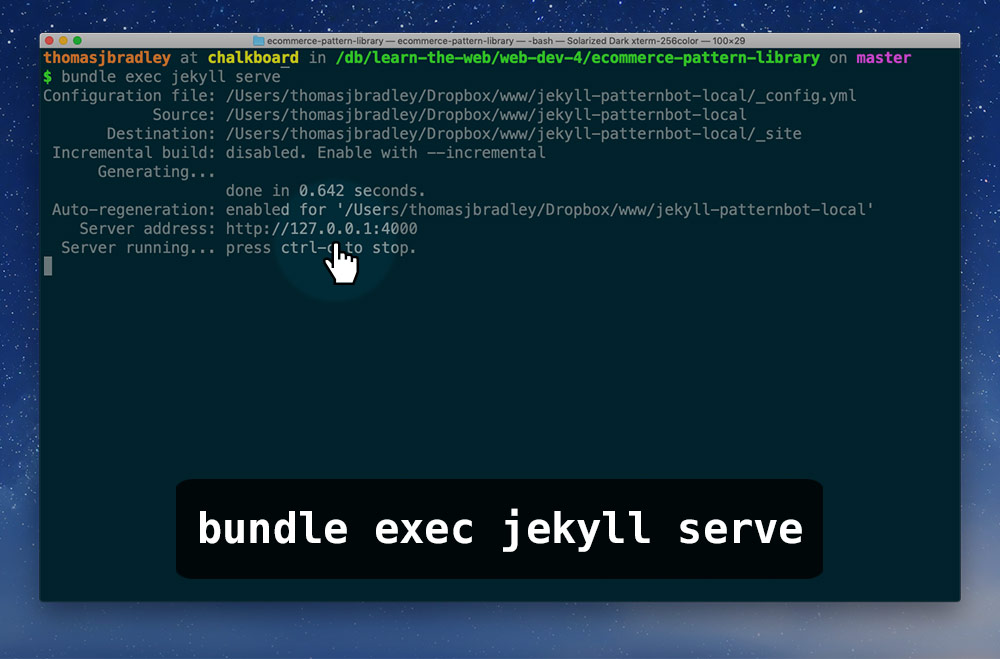 ecommerce-pattern-library — ecommerce-pattern-library — -bash — Solarized Dark xterm-256color — 100×29
thomasjbradley at chalkboard in /db/learn-the-web/web-dev-4/ecommerce-pattern-library on master
$ bundle exec jekyll serve
Configuration file: /Users/thomasjbradley/Dropbox/www/jekyll-patternbot-local/_config.yml
Source: /Users/thomasjbradley/Dropbox/www/jekyll-patternbot-local
Destination: /Users/thomasjbradley/Dropbox/www/jekyll-patternbot-local/_site
Incremental build: disabled. Enable with --incremental
Generating...
done in 0.642 seconds.
Auto-regeneration: enabled for '/Users/thomasjbradley/Dropbox/www/jekyll-patternbot-local'
Server address: http://127.0.0.1:4000
Server running... press ctrl-c to stop.
bundle exec jekyll serve